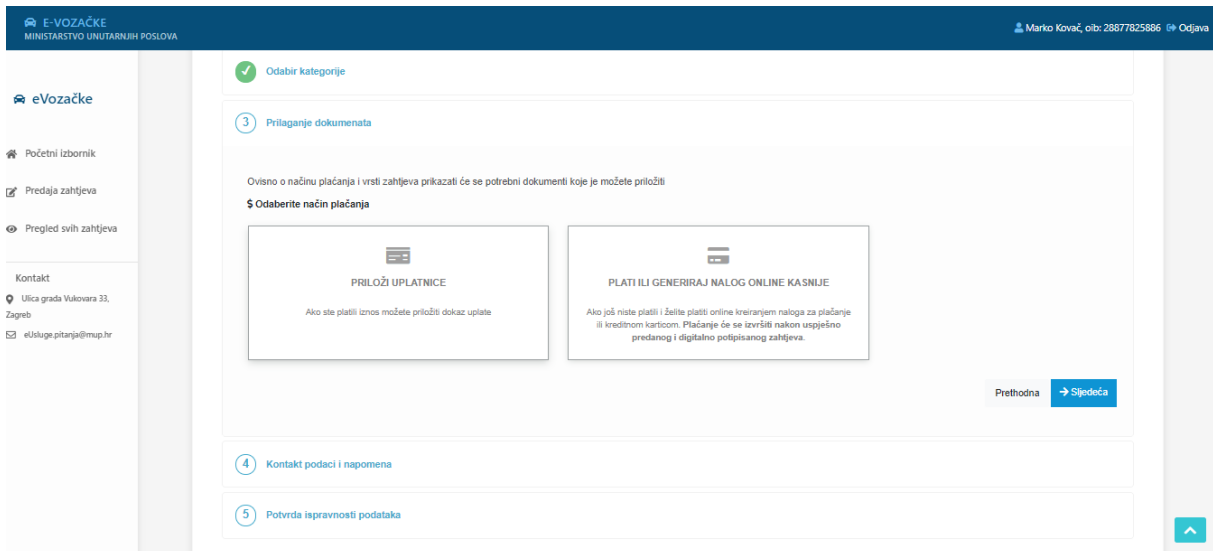 E-VOZAČKE
MINISTARSTVO UNUTARNJIH POSLOVA
Marko Kovač, oib: 28877825886 Odjava
eVozačke
Početni izbornik
Predaja zahtjeva
Pregled svih zahtjeva
Kontakt
Ulica grada Vukovara 33,
Zagreb
eUsluge.pitanja@mup.hr
Odabir kategorije
3 Prilaganje dokumenata
Ovisno o načinu plaćanja i vrsti zahtjeva prikazati će se potrebni dokumenti koje je možete priložiti
$ Odaberite način plačanja
PRILOŽI UPLATNICE
Ako ste platili iznos možete priložiti dokaz uplate
PLATI ILI GENERIRAJ NALOG ONLINE KASNIJE
Ako još niste platili i želite platiti online kreiranjem naloga za plačanje
ili kreditnom karticom. Plaćanje će se izvršiti nakon uspješno
predanog i digitalno potipisanog zahtjeva.
Prethodna
Sljedeća
4 Kontakt podaci i napomena
5 Potvrda ispravnosti podataka